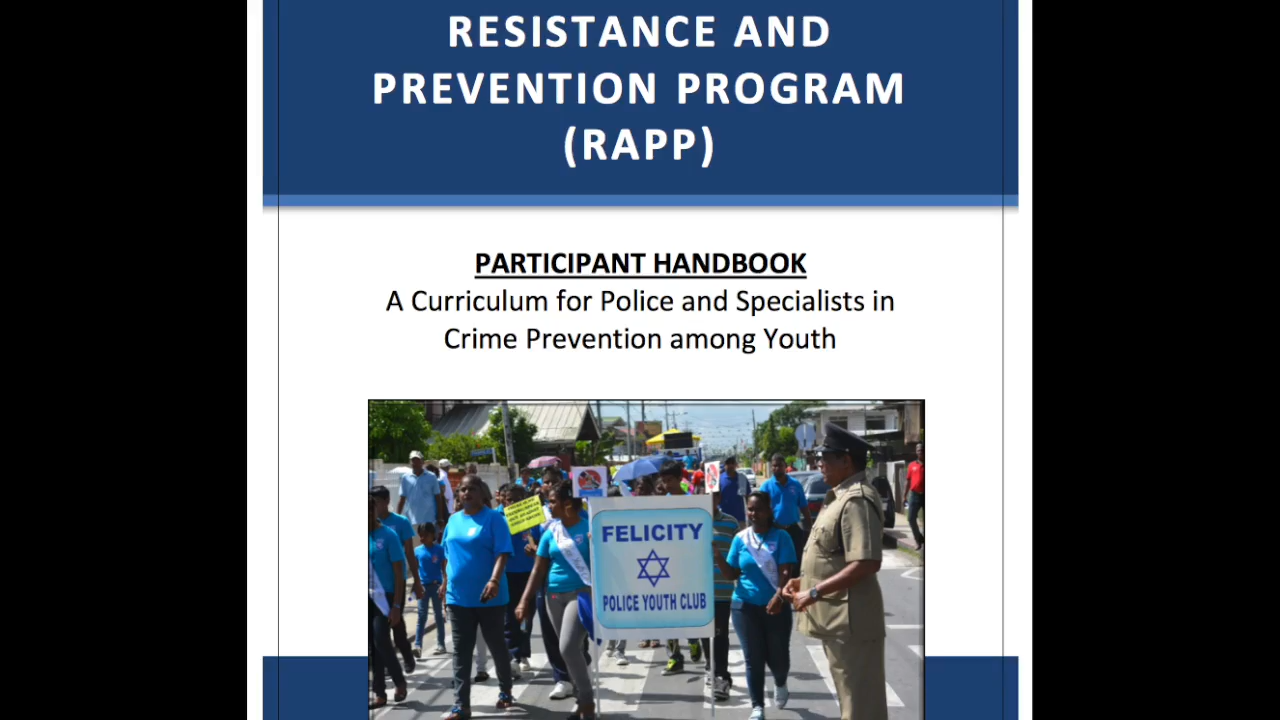 RESISTANCE AND
PREVENTION PROGRAM
(RAPP)
PARTICIPANT HANDBOOK
A Curriculum for Police and Specialists in
Crime Prevention among Youth
FELICITY
POLICE YOUTH CLUB